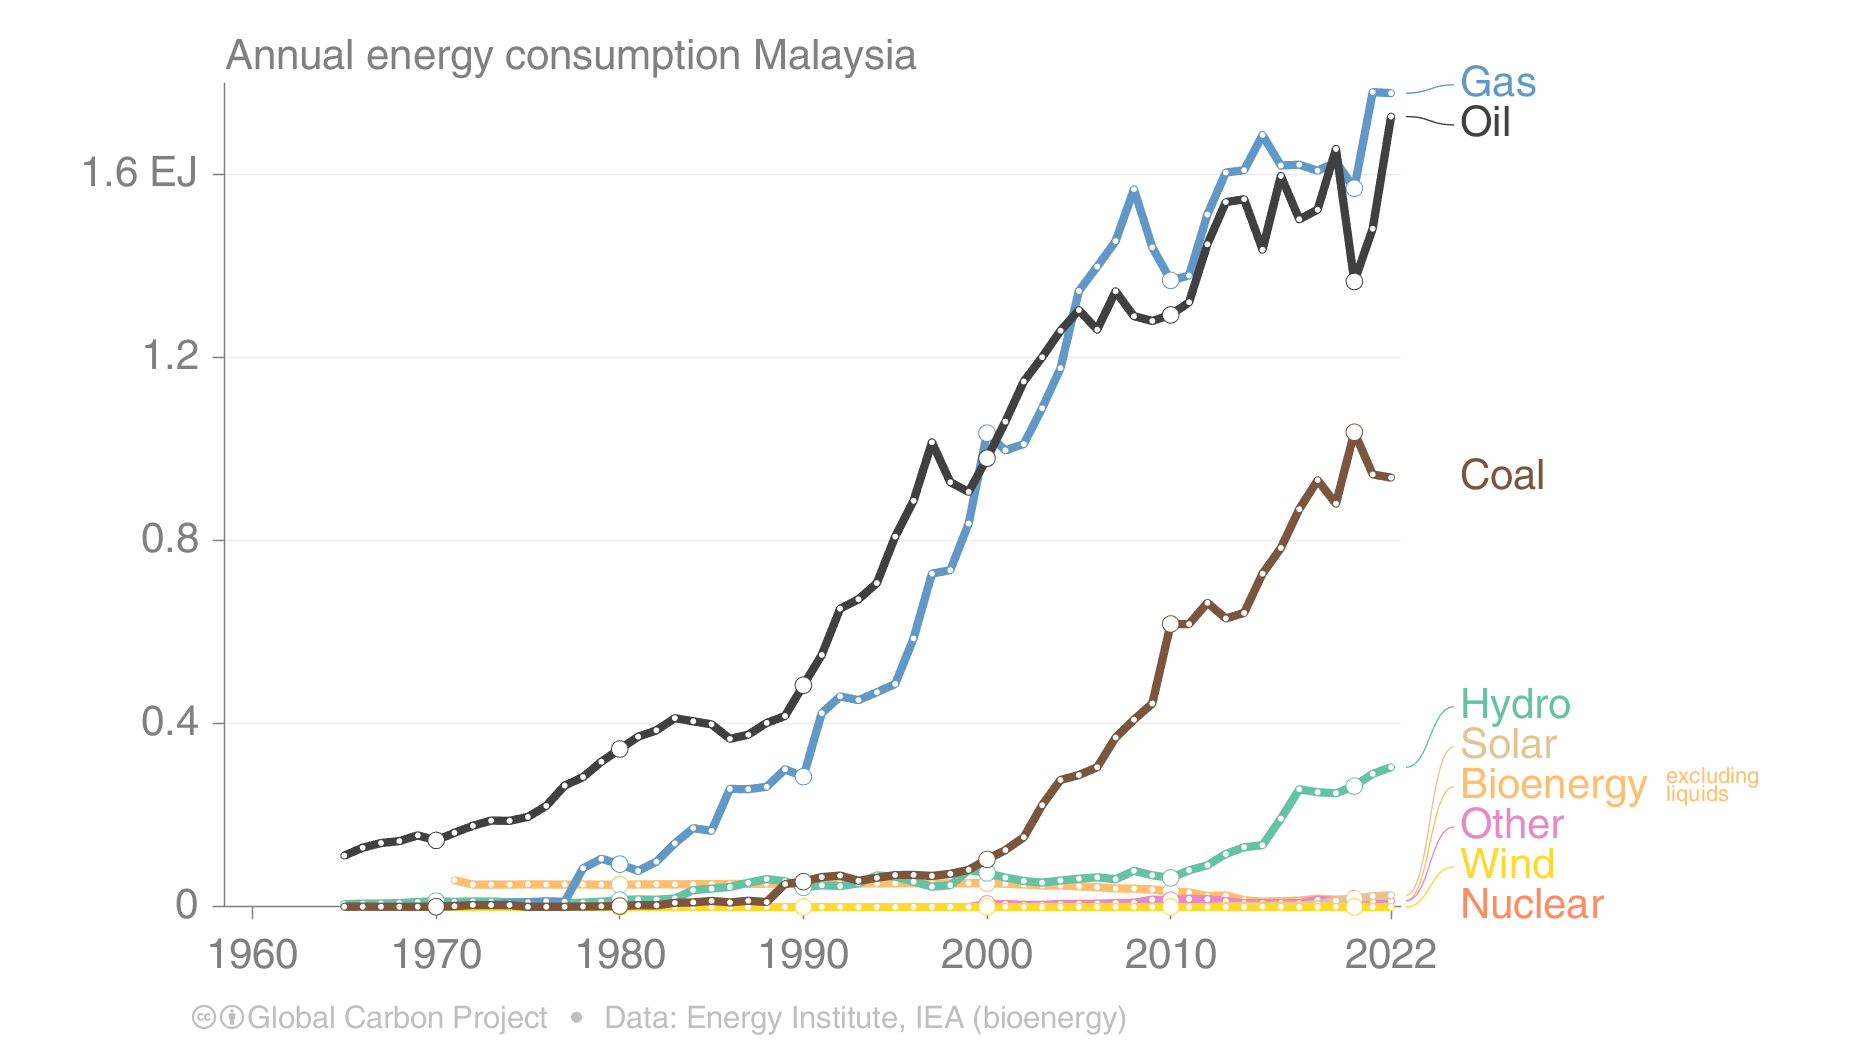 Annual energy consumption Malaysia
Gas
Oil
1.6 EJ
1.2
Coal
0.8
Hydro
0.4
Solar
Bioenergy excluding
liquids
Other
Wind
0
Nuclear
1960 1970 1980 1990 2000 2010 2022
cc Global Carbon Project • Data: Energy Institute, IEA (bioenergy)